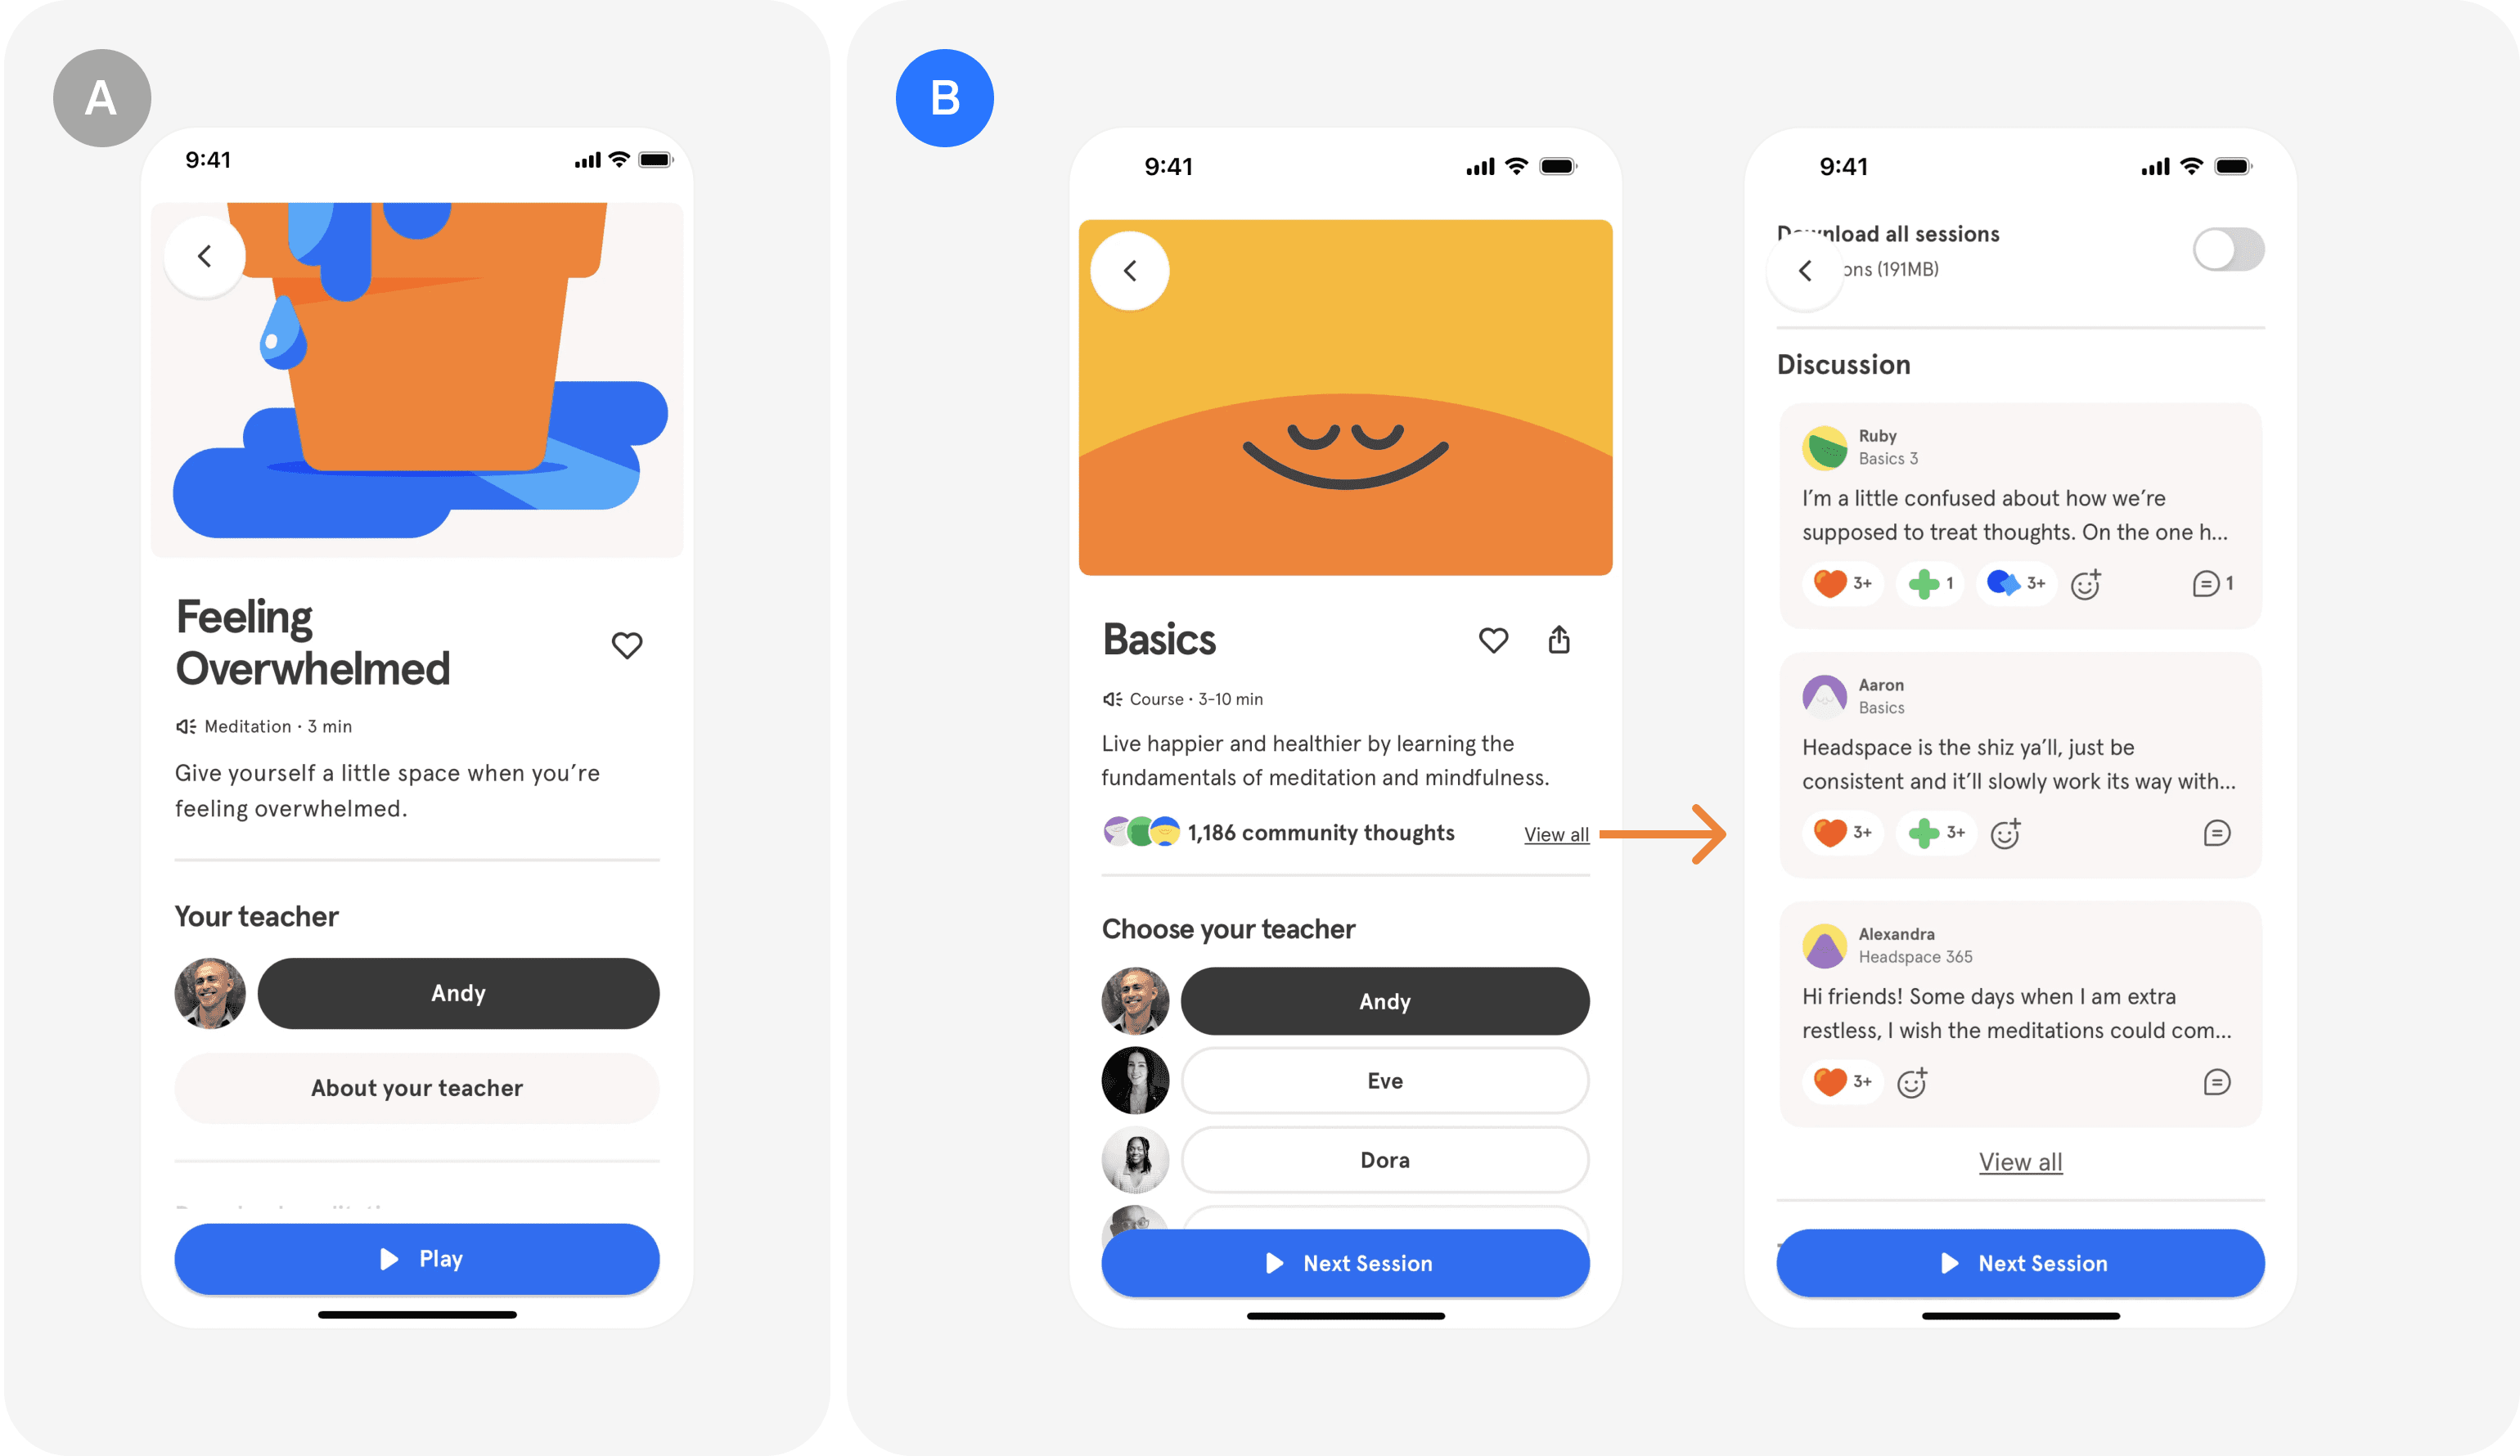 A
9:41
Feeling
Overwhelmed
Meditation · 3 min
Give yourself a little space when you’re
feeling overwhelmed.
Your teacher
Andy
About your teacher
Play
B
9:41
Basics
Course · 3-10 min
Live happier and healthier by learning the
fundamentals of meditation and mindfulness.
1,186 community thoughts
View all
Choose your teacher
Andy
Eve
Dora
Next Session
9:41
Download all sessions
(191MB)
Discussion
Ruby
Basics 3
I’m a little confused about how we’re
supposed to treat thoughts. On the one h...
3+ 1 3+ 1
Aaron
Basics
Headspace is the shiz ya’ll, just be
consistent and it’ll slowly work its way with...
3+ 3+
Alexandra
Headspace 365
Hi friends! Some days when I am extra
restless, I wish the meditations could com...
3+
View all
Next Session